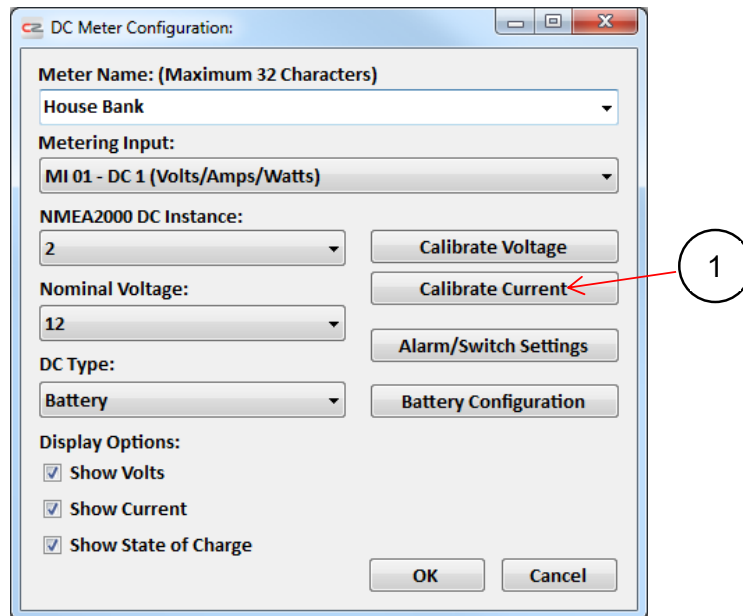 CZ DC Meter Configuration:
Meter Name: (Maximum 32 Characters)
House Bank
Metering Input:
MI 01 - DC 1 (Volts/Amps/Watts)
NMEA2000 DC Instance:
2
Calibrate Voltage
Nominal Voltage:
Calibrate Current
1
12
Alarm/Switch Settings
DC Type:
Battery
Battery Configuration
Display Options:
Show Volts
Show Current
Show State of Charge
OK
Cancel